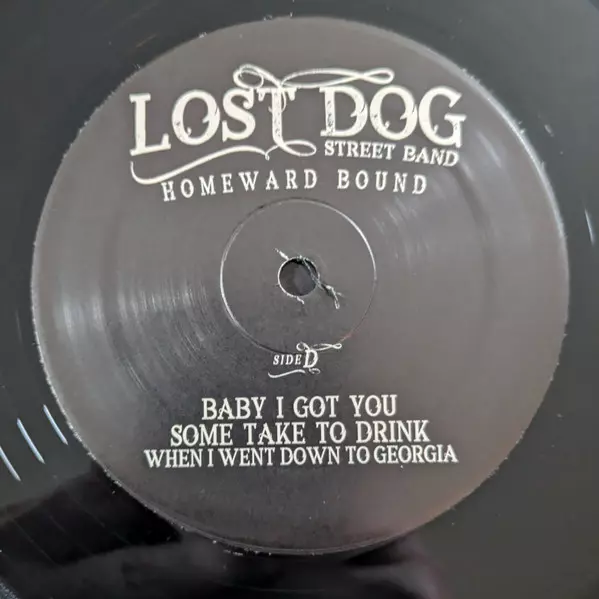 LOST DOG
STREET BAND
HOMEWARD BOUND
SIDE D
BABY I GOT YOU
SOME TAKE TO DRINK
WHEN I WENT DOWN TO GEORGIA